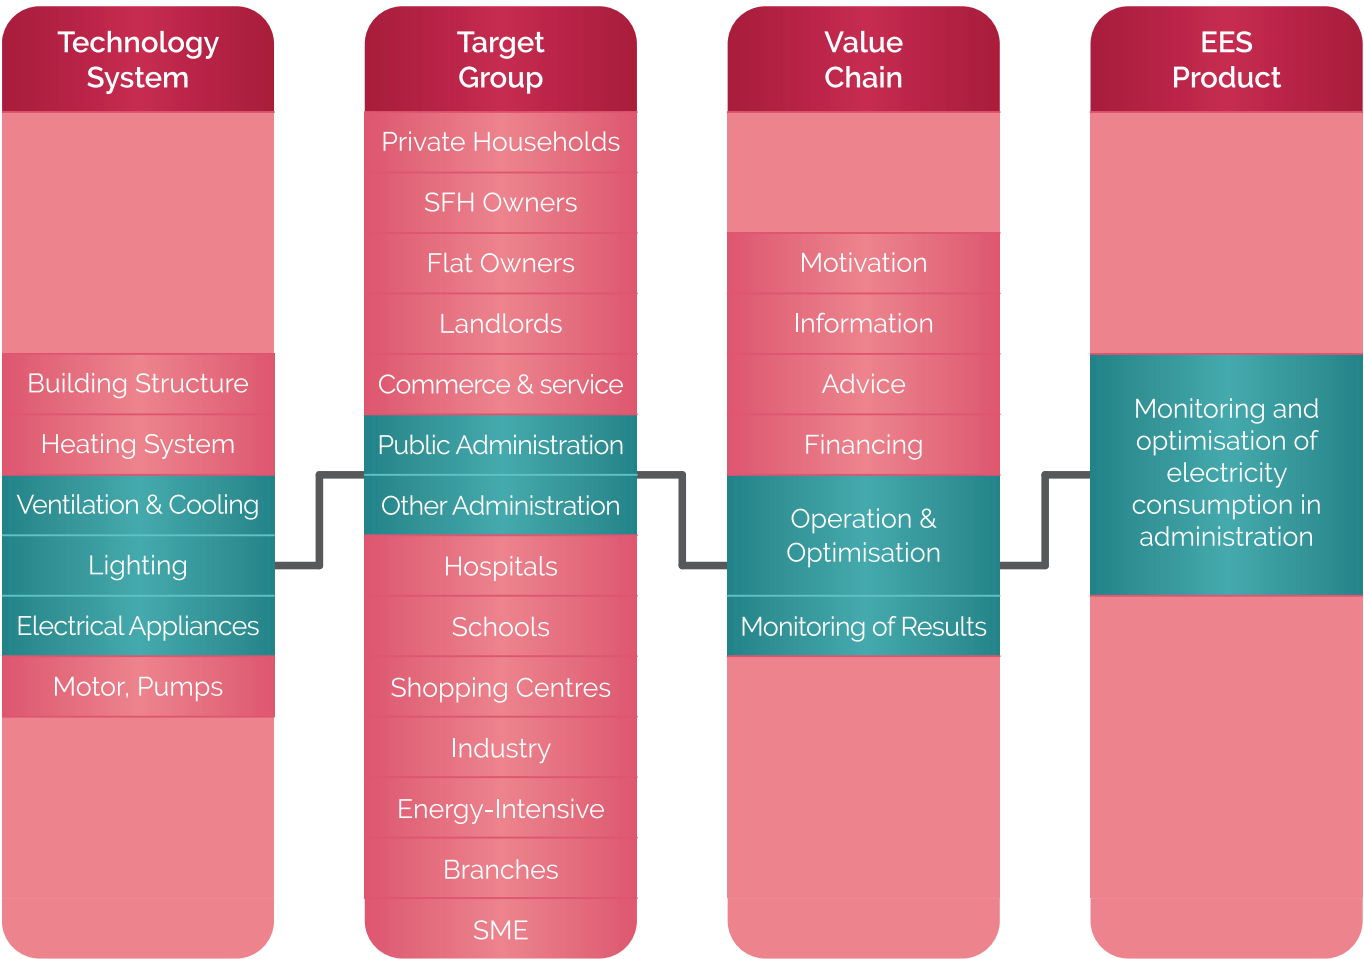 Technology
System
Building Structure
Heating System
Ventilation & Cooling
Lighting
Electrical Appliances
Motor, Pumps
Target
Group
Private Households
SFH Owners
Flat Owners
Landlords
Commerce & service
Public Administration
Other Administration
Hospitals
Schools
Shopping Centres
Industry
Energy-Intensive
Branches
SME
Value
Chain
Motivation
Information
Advice
Financing
Operation &
Optimisation
Monitoring of Results
EES
Product
Monitoring and
optimisation of
electricity
consumption in
administration